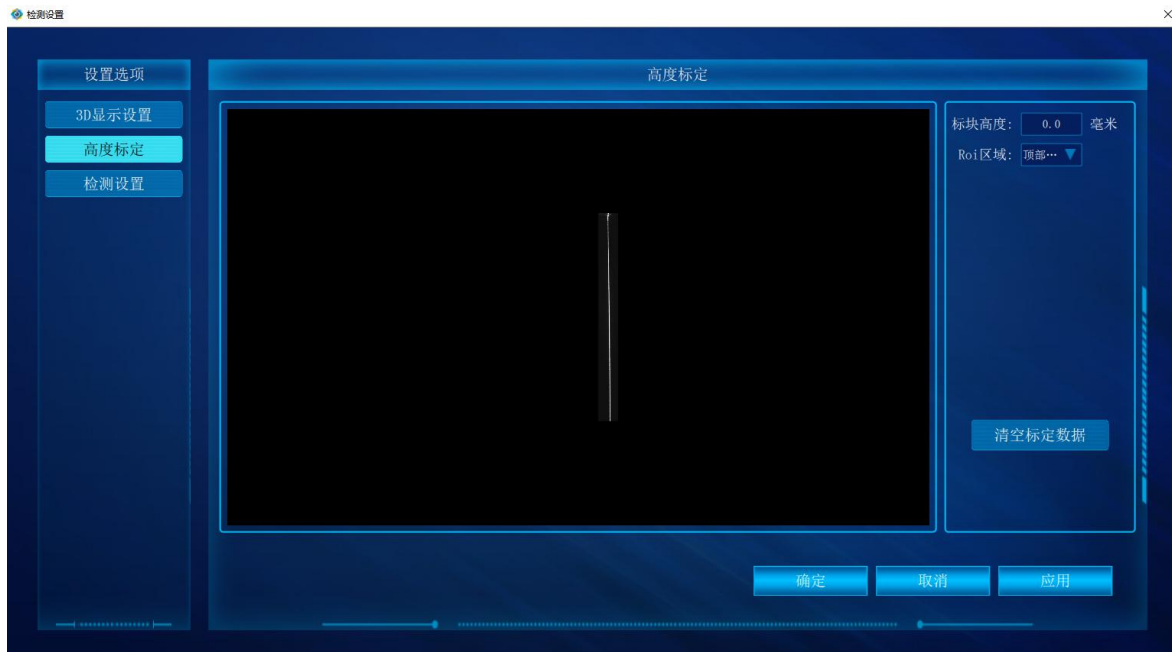 检测设置
设置选项
高度标定
3D显示设置
高度标定
检测设置
标块高度: 0.0 毫米
Roi区域: 顶部…
清空标定数据
确定 取消 应用